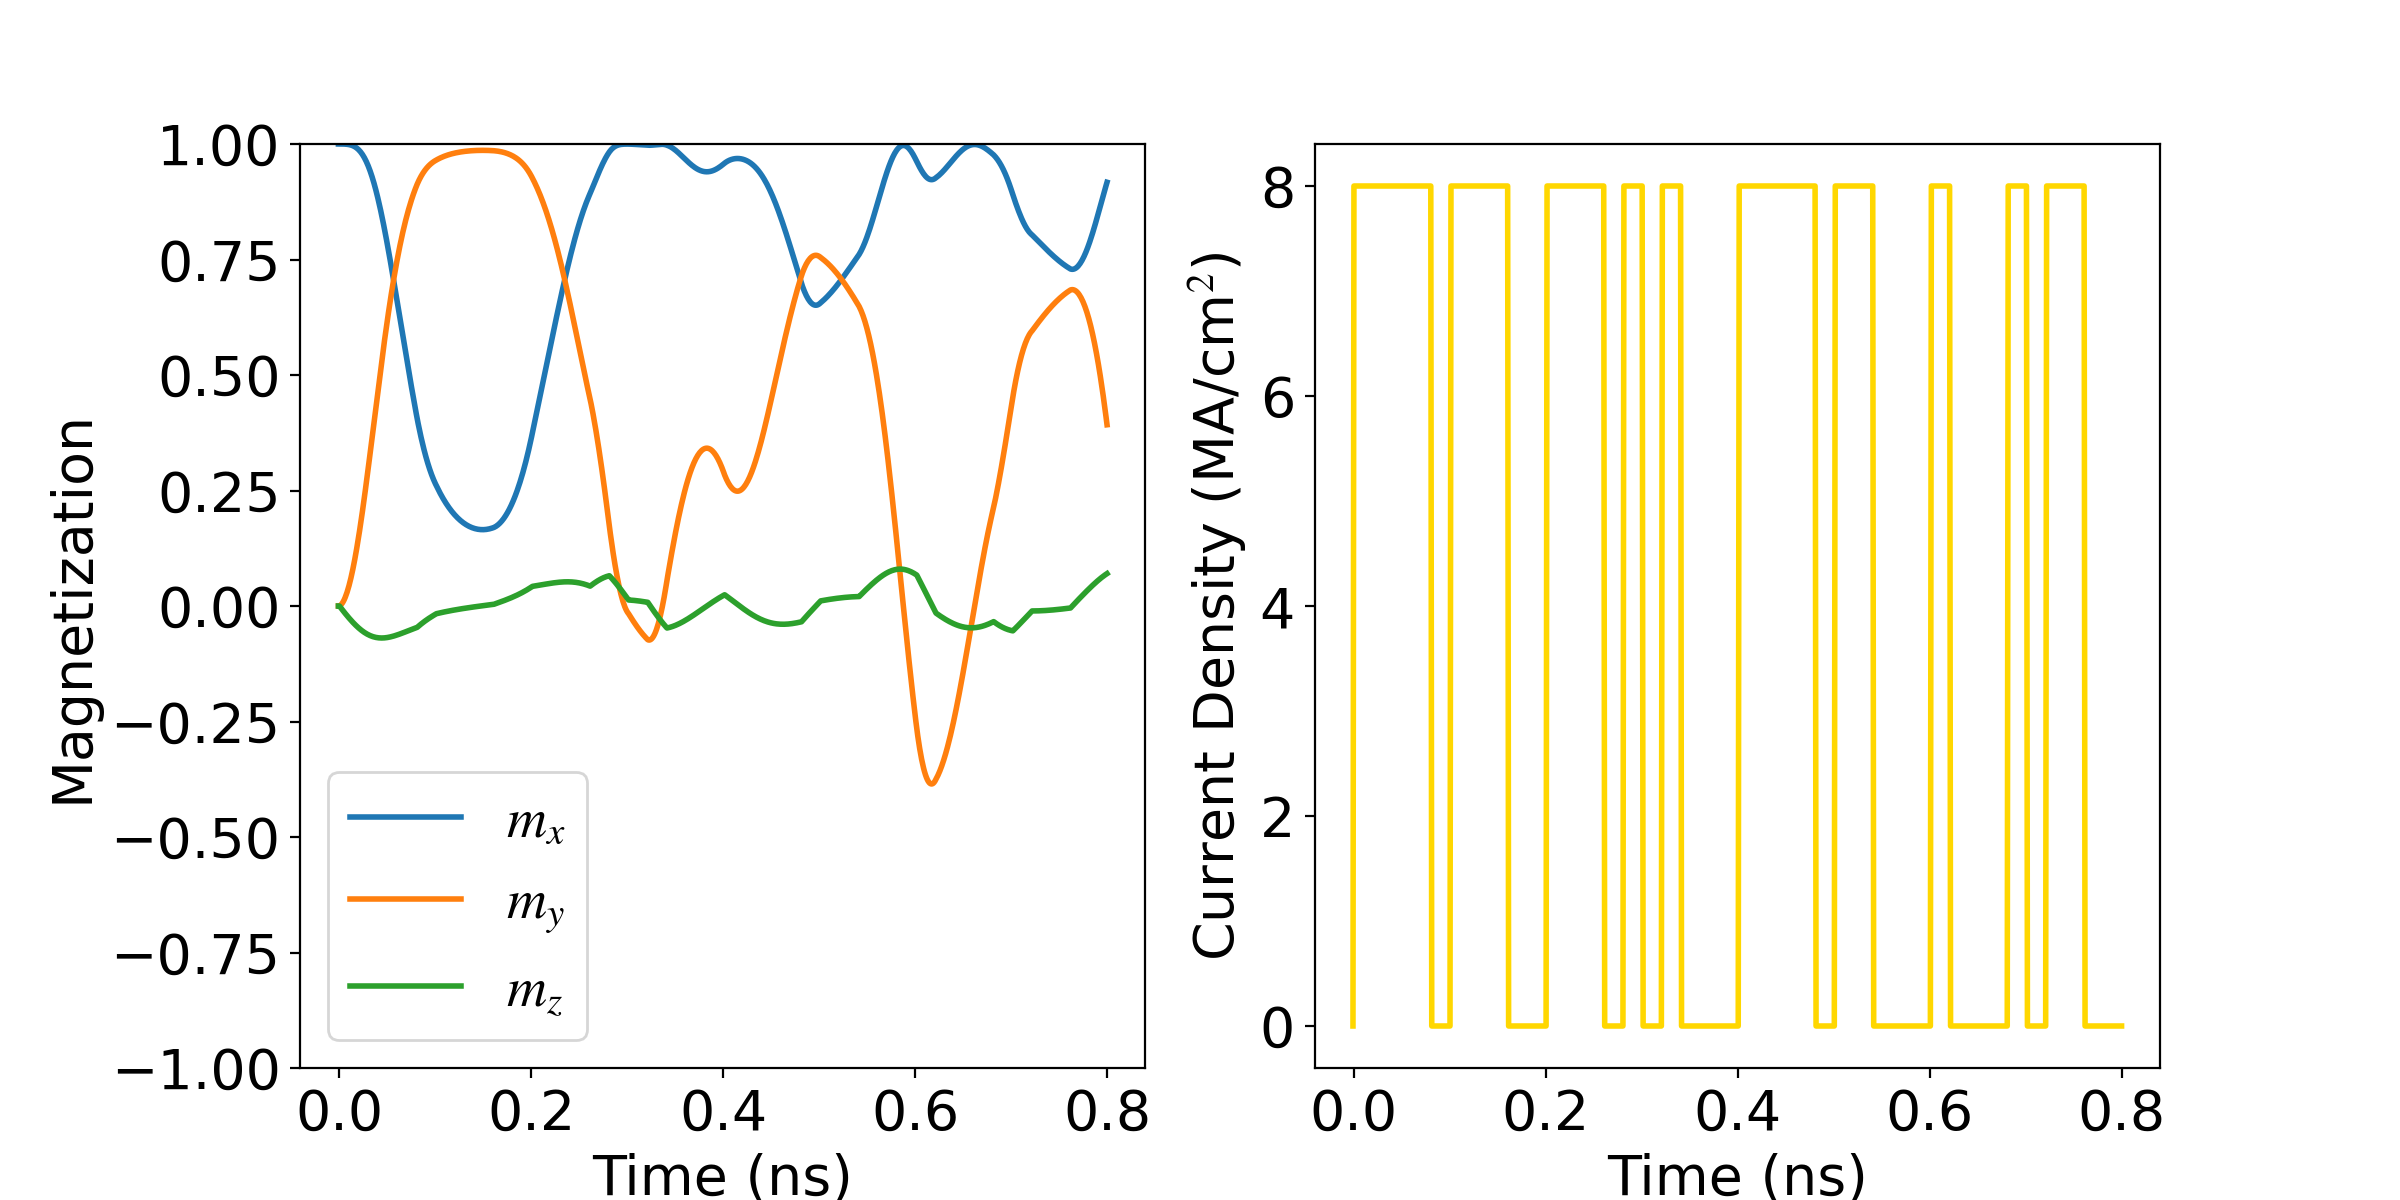 Magnetization
1.00
0.75
0.50
0.25
0.00
−0.25
−0.50
−0.75
−1.00
0.0 0.2 0.4 0.6 0.8
Time (ns)
m_x
m_y
m_z
Current Density (MA/cm²)
8
6
4
2
0
0.0 0.2 0.4 0.6 0.8
Time (ns)